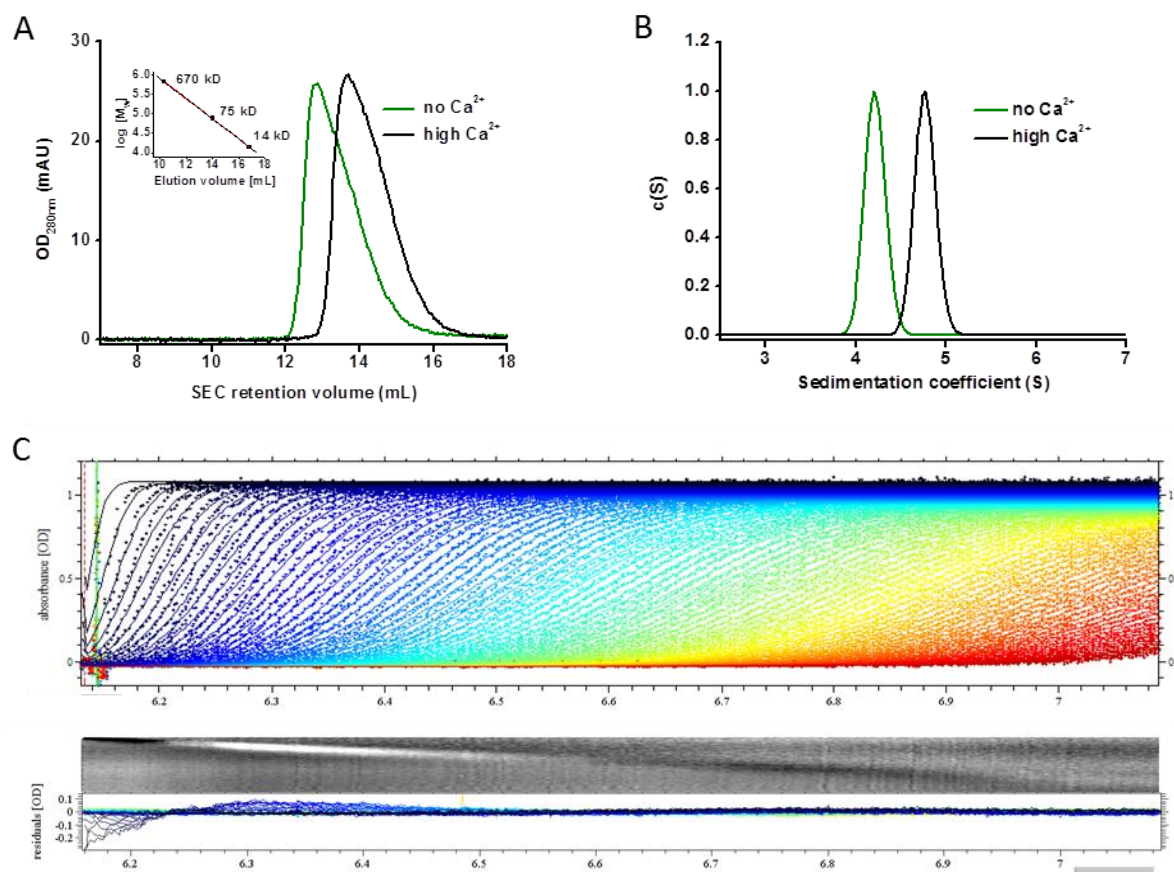 A
30
20
10
0
OD280nm (mAU)
8 10 12 14 16 18
SEC retention volume (mL)
no Ca2+
high Ca2+
6.0
5.5
5.0
4.5
4.0
log [Mw]
670 kD
75 kD
14 kD
10 12 14 16 18
Elution volume [mL]
B
1.2
1.0
0.8
0.6
0.4
0.2
0.0
c(S)
3 4 5 6 7
Sedimentation coefficient (S)
no Ca2+
high Ca2+
C
absorbance [OD]
1
0.5
0
6.2 6.3 6.4 6.5 6.6 6.7 6.8 6.9 7
residuals [OD]
0.1
0
-0.1
-0.2
6.2 6.3 6.4 6.5 6.6 6.7 6.8 6.9 7